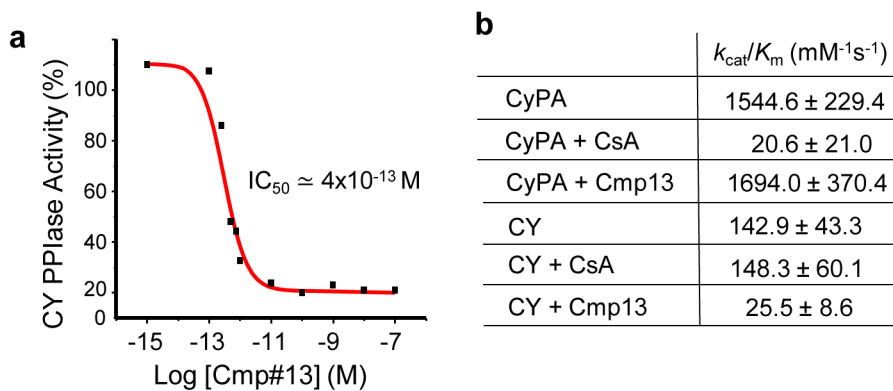 a
CY PPIase Activity (%)
100
80
60
40
20
0
-15 -13 -11 -9 -7
Log [Cmp#13] (M)
IC₅₀ ≃ 4x10⁻¹³ M
b
kcat/Km (mM⁻¹s⁻¹)
CyPA 1544.6 ± 229.4
CyPA + CsA 20.6 ± 21.0
CyPA + Cmp13 1694.0 ± 370.4
CY 142.9 ± 43.3
CY + CsA 148.3 ± 60.1
CY + Cmp13 25.5 ± 8.6